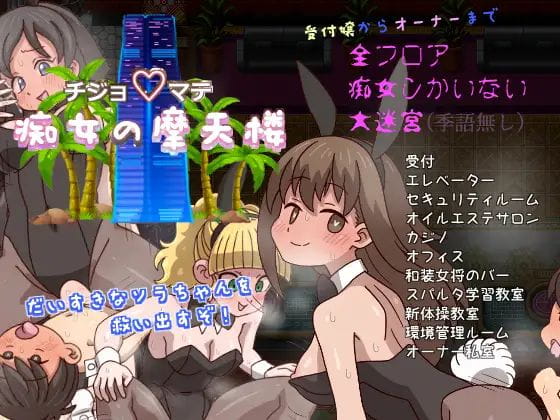 受付嬢からオーナーまで
全フロア
痴女しかいない
大迷宮(季語無し)
チジョ♡マテ
痴女の摩天楼
受付
エレベーター
セキュリティルーム
オイルエステサロン
カジノ
オフィス
和装女将のバー
スパルタ学習教室
新体操教室
環境管理ルーム
オーナー私室
だいすきなソラちゃんを
救い出すぞ!